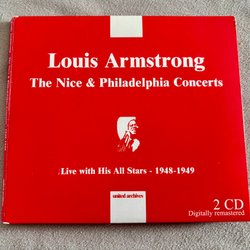 Louis Armstrong
The Nice & Philadelphia Concerts
Live with His All Stars - 1948-1949
united archives
2 CD
Digitally remastered